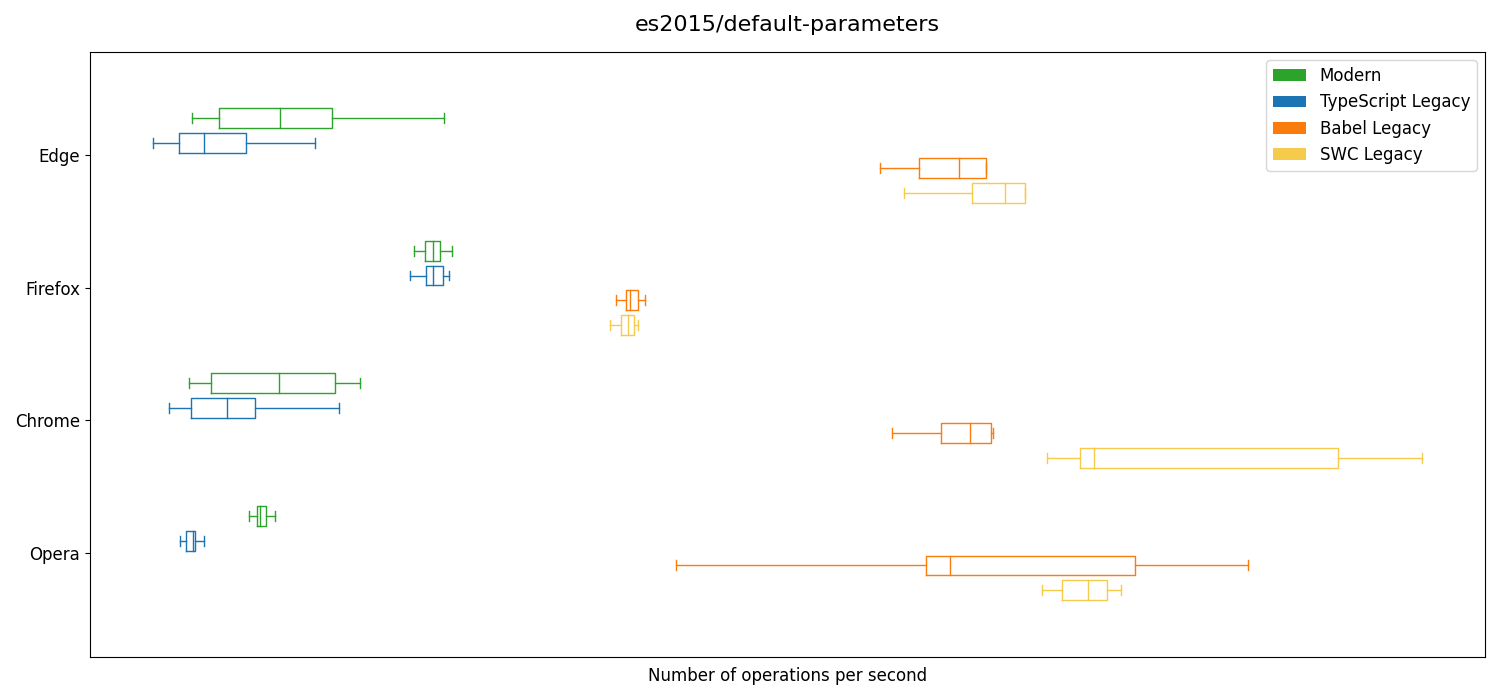 es2015/default-parameters
Modern
TypeScript Legacy
Babel Legacy
SWC Legacy
Edge
Firefox
Chrome
Opera
Number of operations per second